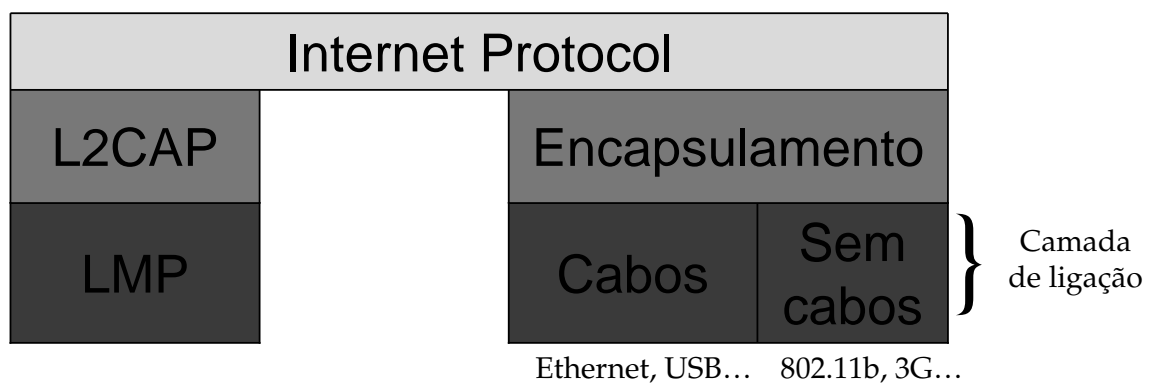 Internet Protocol
L2CAP
Encapsulamento
LMP
Cabos
Sem
cabos
}
Camada
de ligação
Ethernet, USB…
802.11b, 3G…